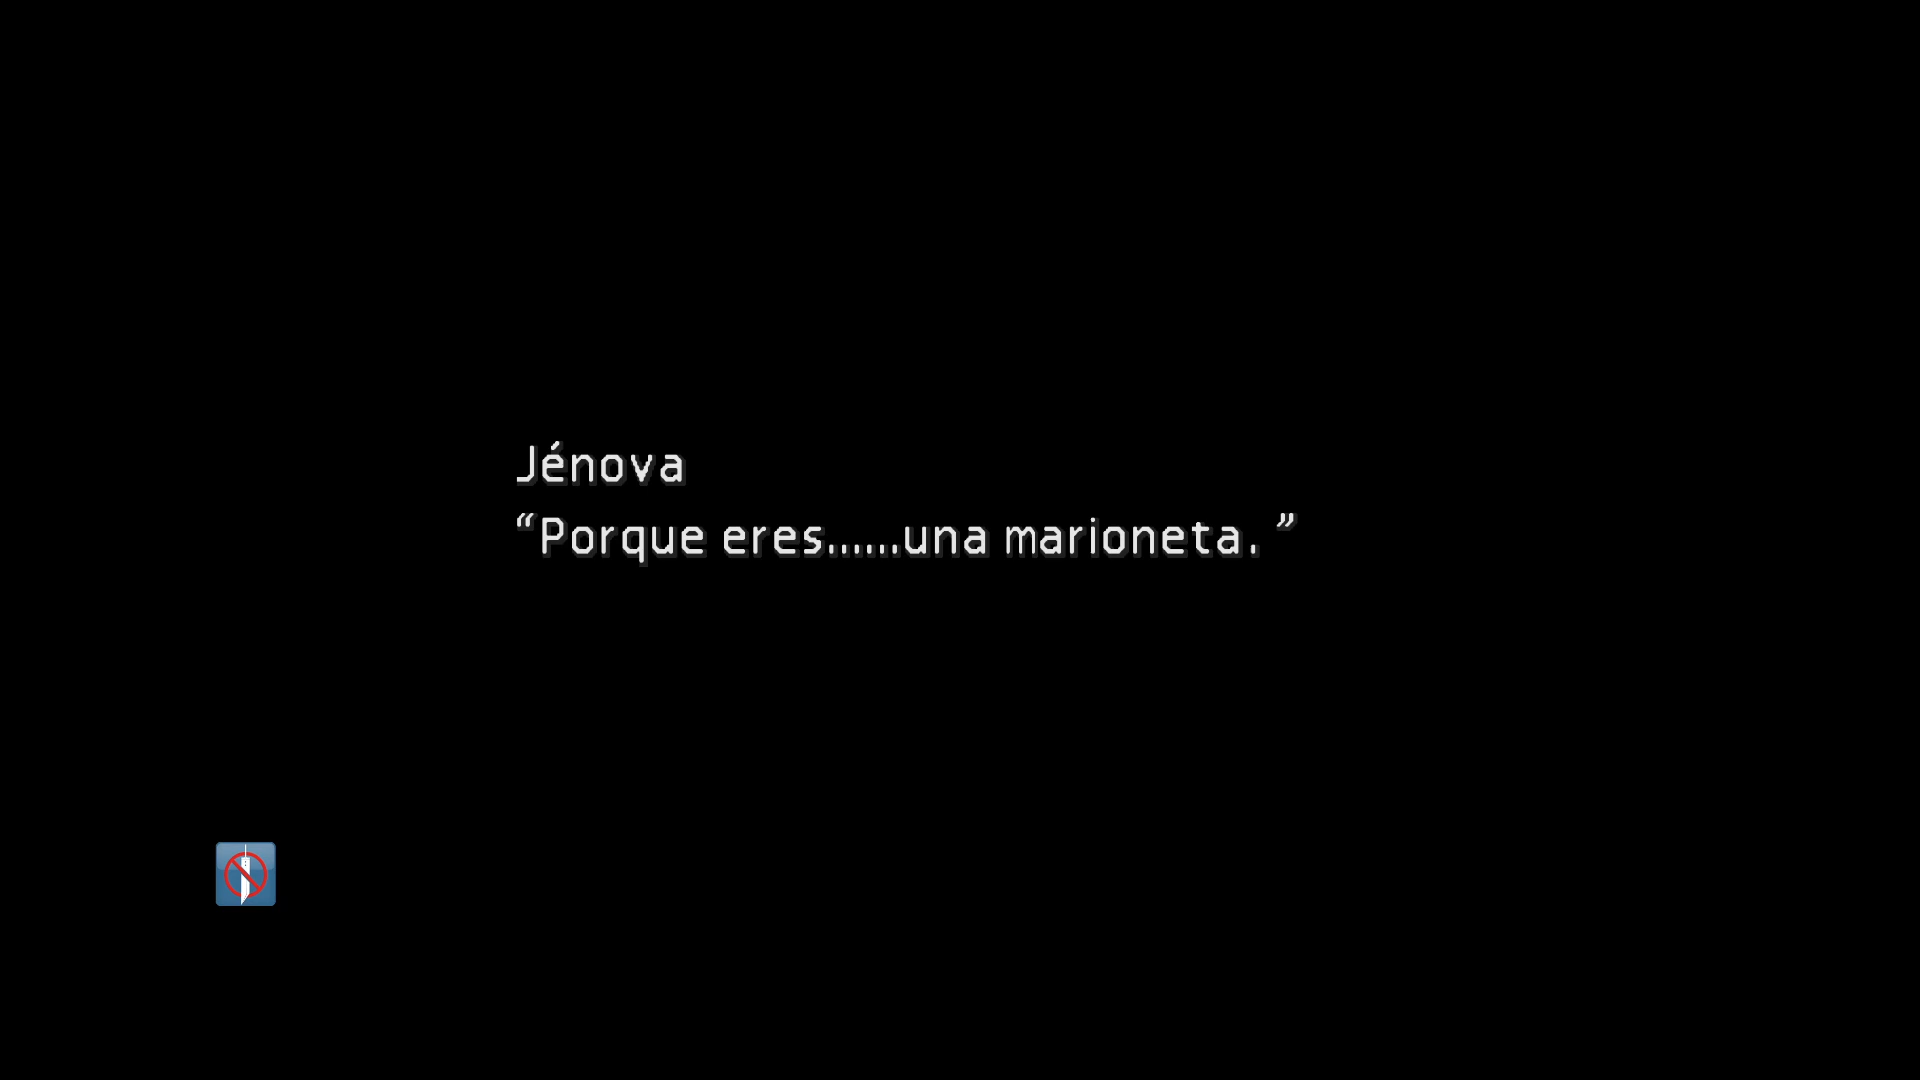 Jénova
“Porque eres......una marioneta. ”